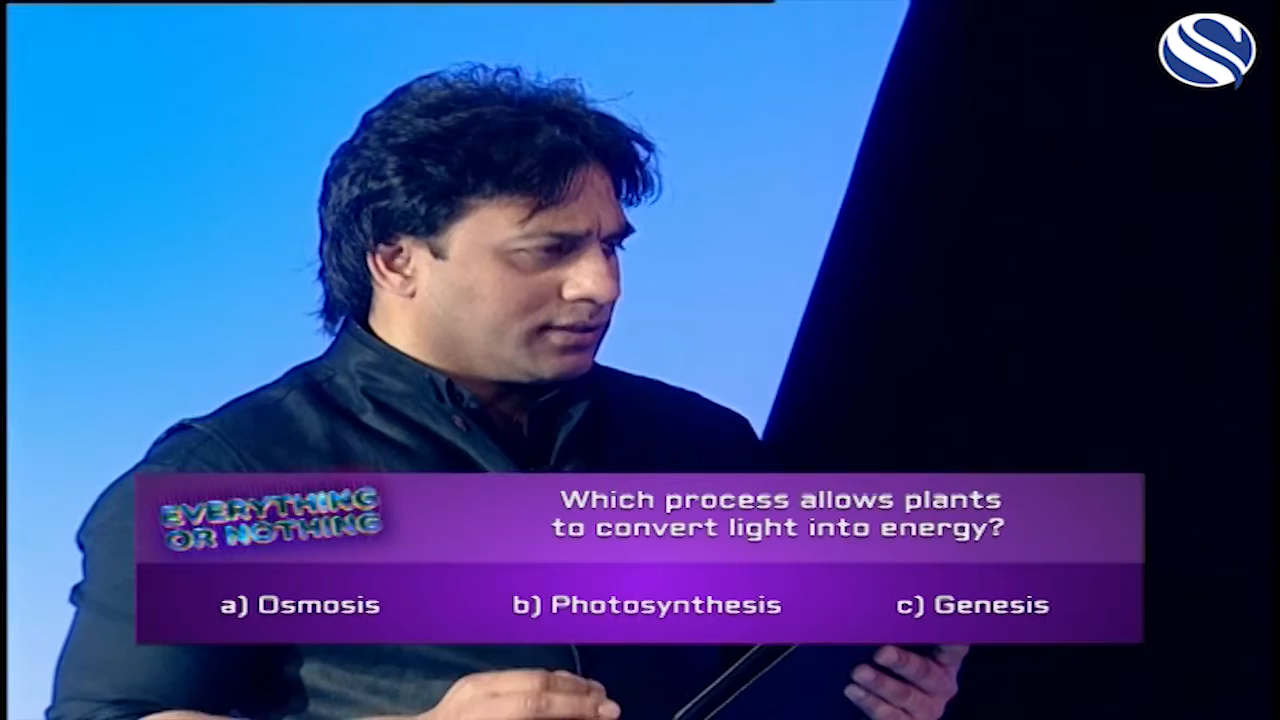 EVERYTHING
OR NOTHING
Which process allows plants
to convert light into energy?
a) Osmosis b) Photosynthesis c) Genesis